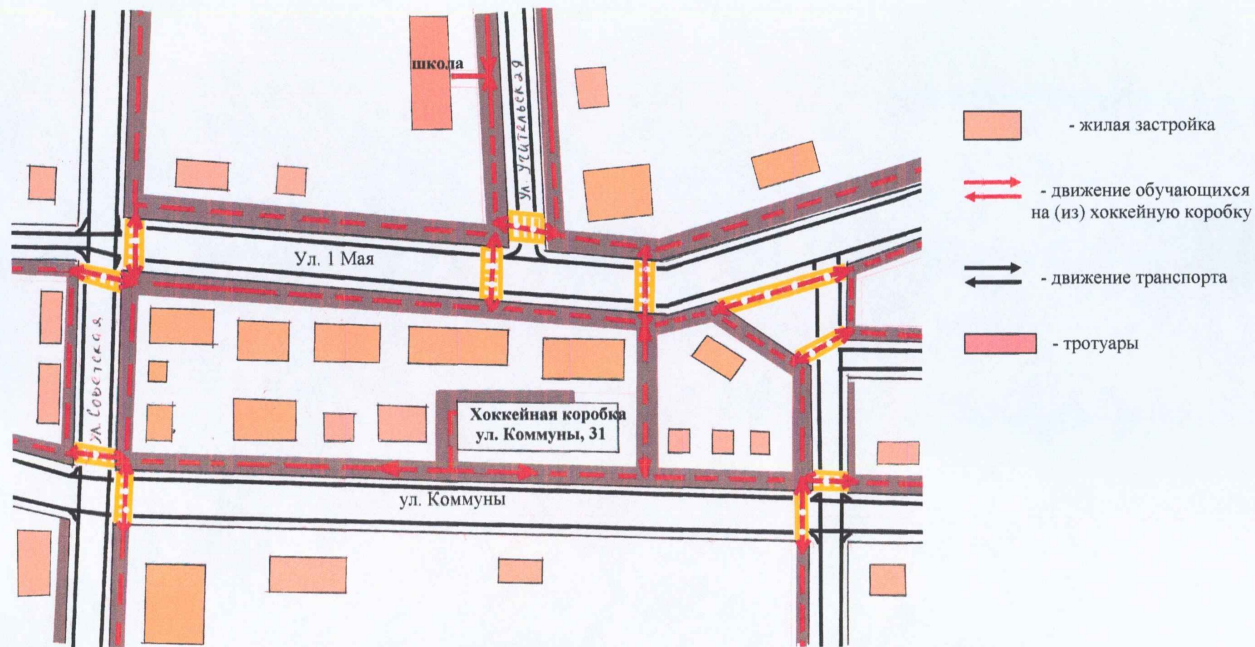 школа
ул. Учительская
Ул. 1 Мая
ул. Советская
Хоккейная коробка
ул. Коммуны, 31
ул. Коммуны
- жилая застройка
- движение обучающихся
на (из) хоккейную коробку
- движение транспорта
- тротуары